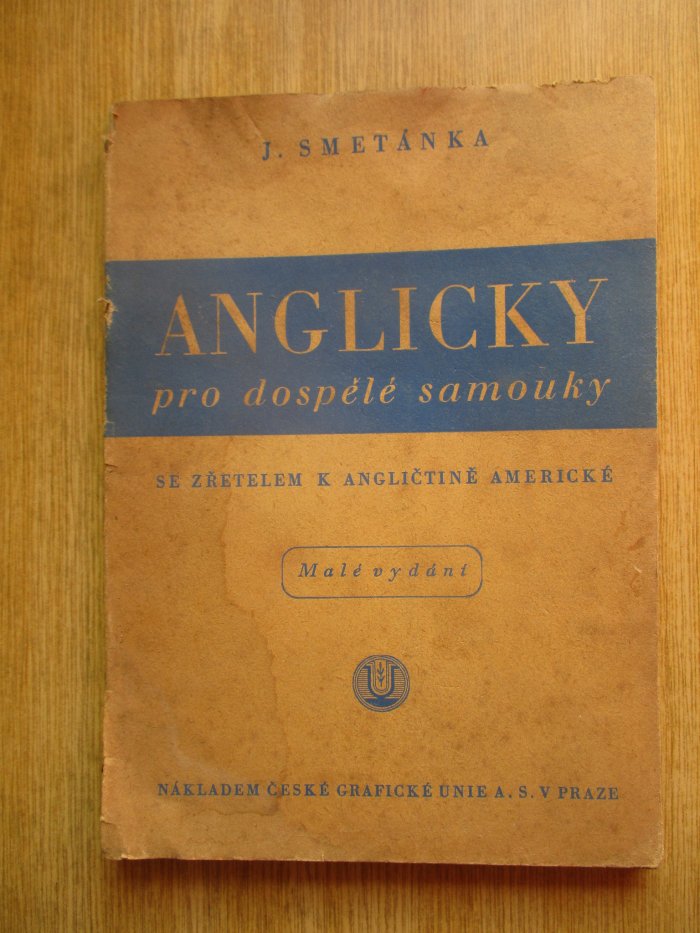 J. SMETÁNKA
ANGLICKY
pro dospělé samouky
SE ZŘETELEM K ANGLIČTINĚ AMERICKÉ
Malé vydání
U
NÁKLADEM ČESKÉ GRAFICKÉ UNIE A. S. V PRAZE